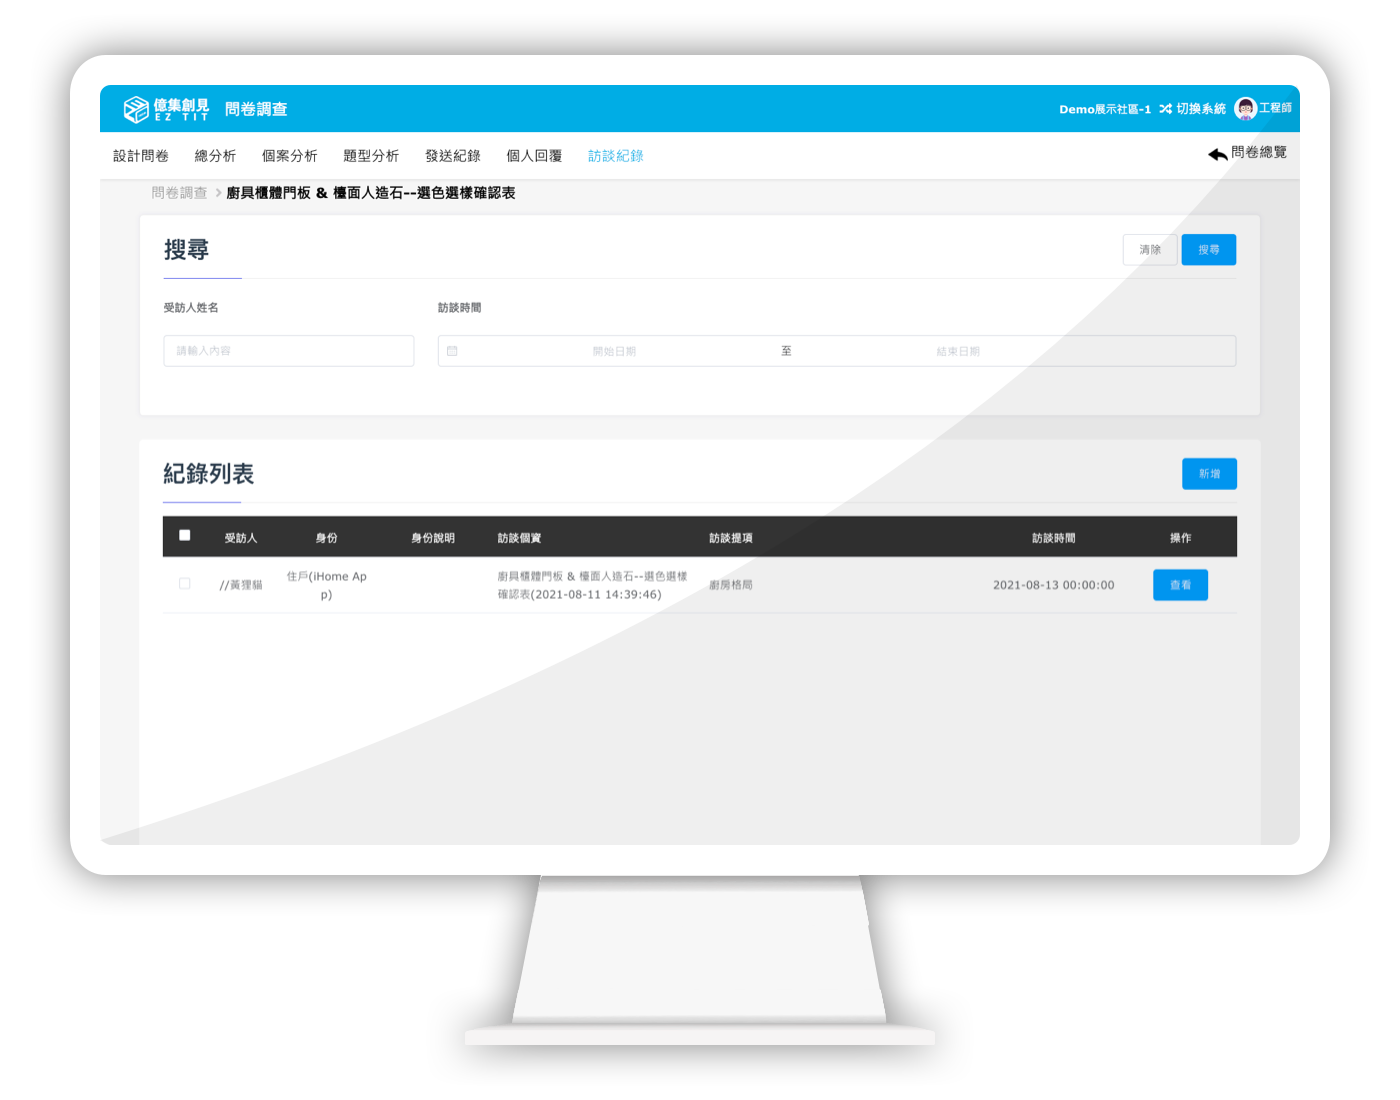 億集創見 問卷調查
EZ TIT
Demo展示社區-1 切換系統 工程師
設計問卷 總分析 個案分析 題型分析 發送紀錄 個人回覆 訪談紀錄 問卷總覽
問卷調查 > 廚具櫃體門板 & 檯面人造石--選色選樣確認表
搜尋 清除 搜尋
受訪人姓名 訪談時間
請輸入內容 開始日期 至 結束日期
紀錄列表 新增
受訪人 身份 身份說明 訪談個資 訪談提項 訪談時間 操作
//黃狸貓 住戶(iHome Ap
p) 廚具櫃體門板 & 檯面人造石--選色選樣
確認表(2021-08-11 14:39:46) 廚房格局 2021-08-13 00:00:00 查看